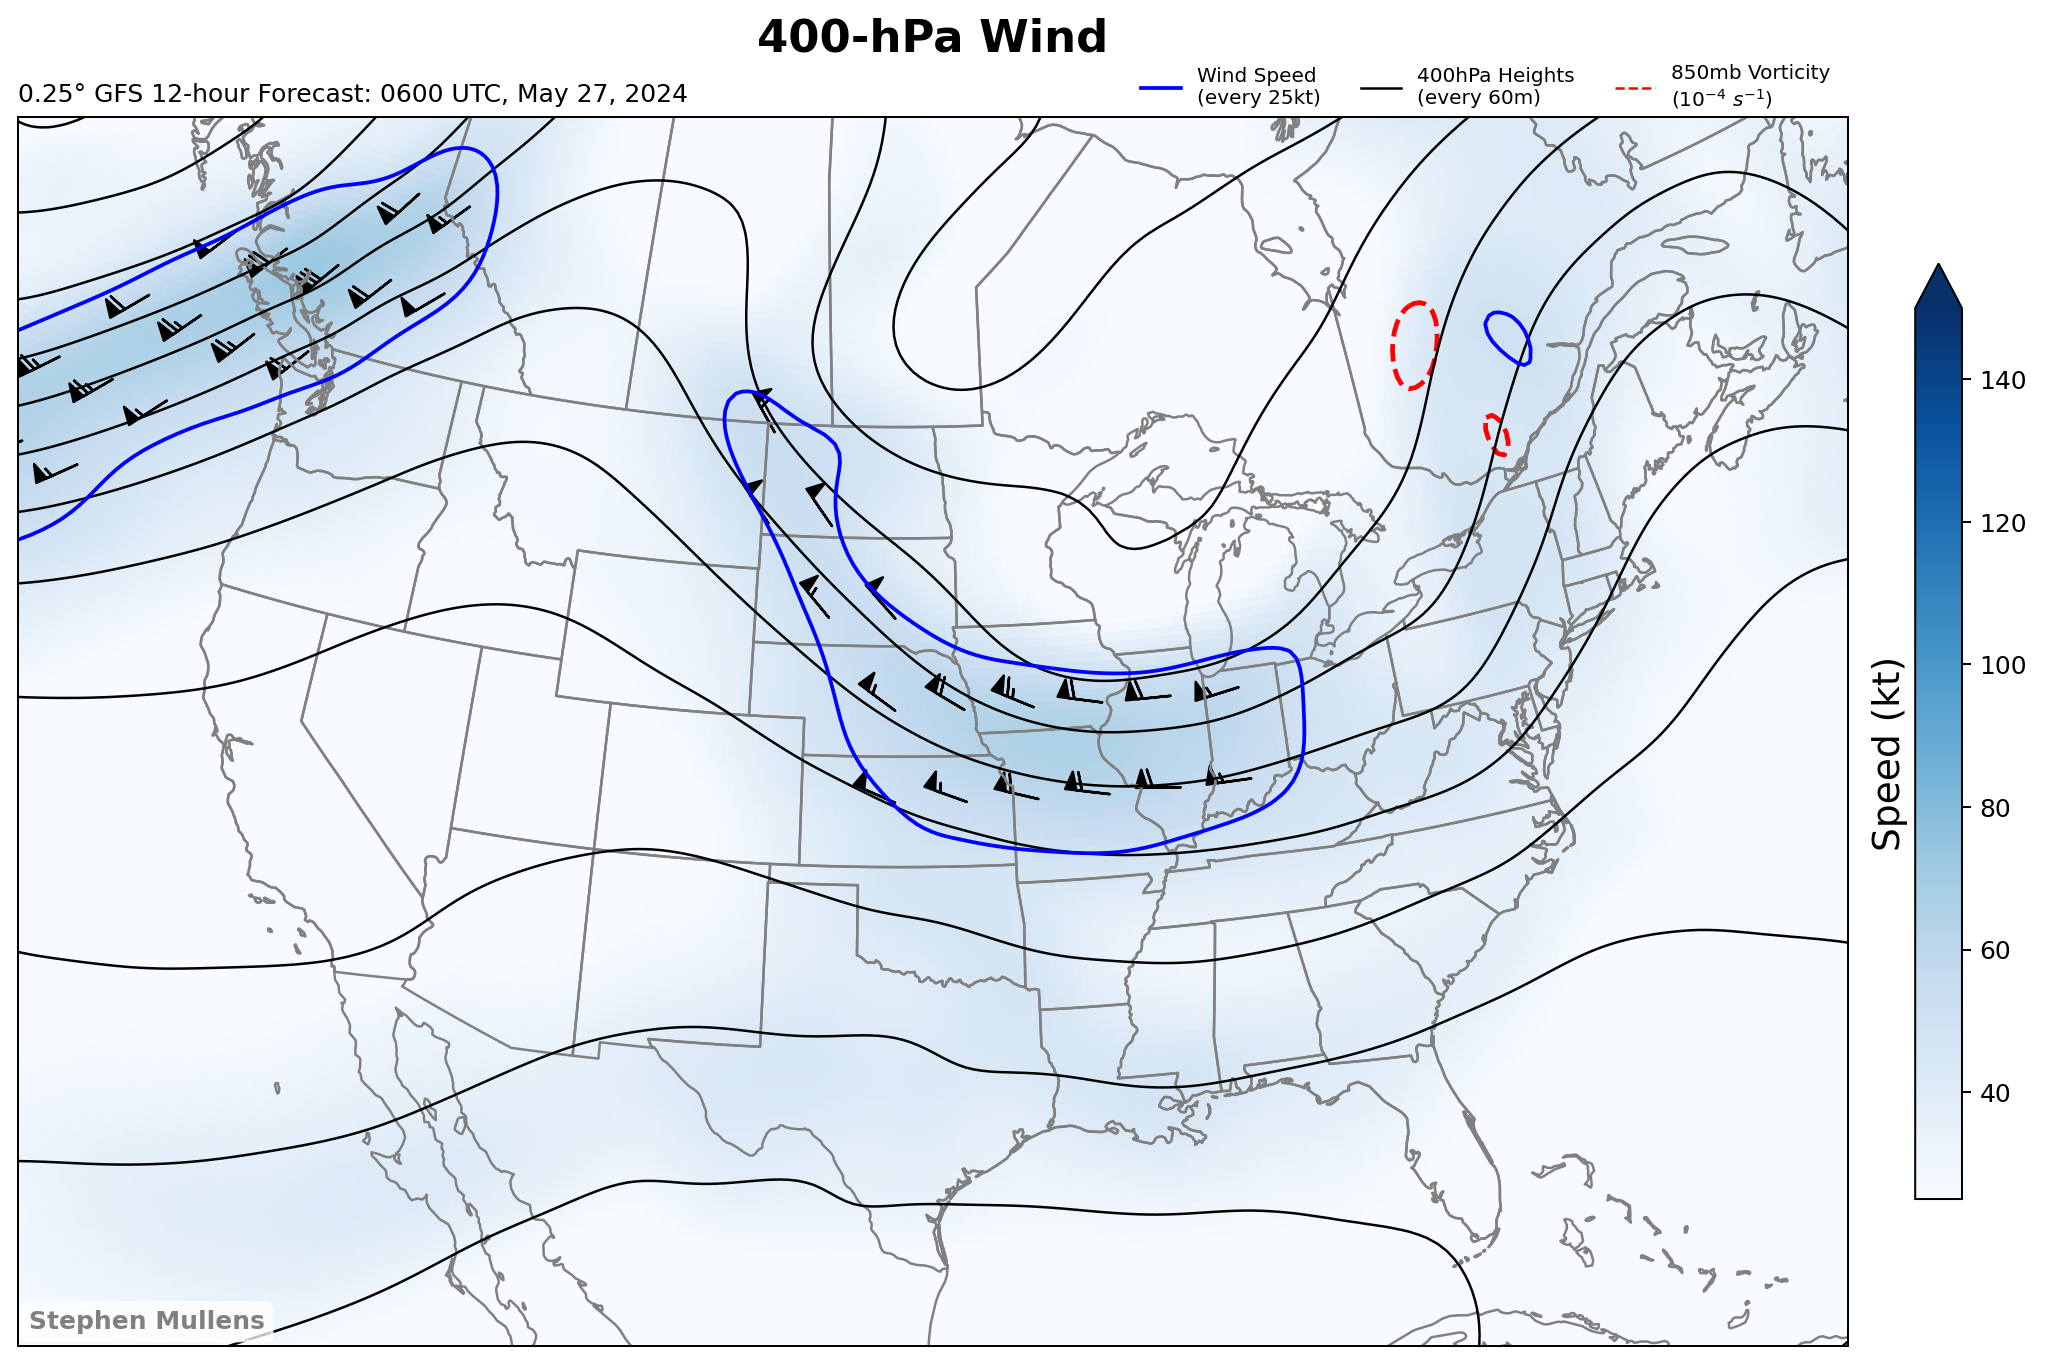 400-hPa Wind
0.25° GFS 12-hour Forecast: 0600 UTC, May 27, 2024
Wind Speed
(every 25kt)
400hPa Heights
(every 60m)
850mb Vorticity
(10⁻⁴ s⁻¹)
140
120
100
80
60
40
Speed (kt)
Stephen Mullens